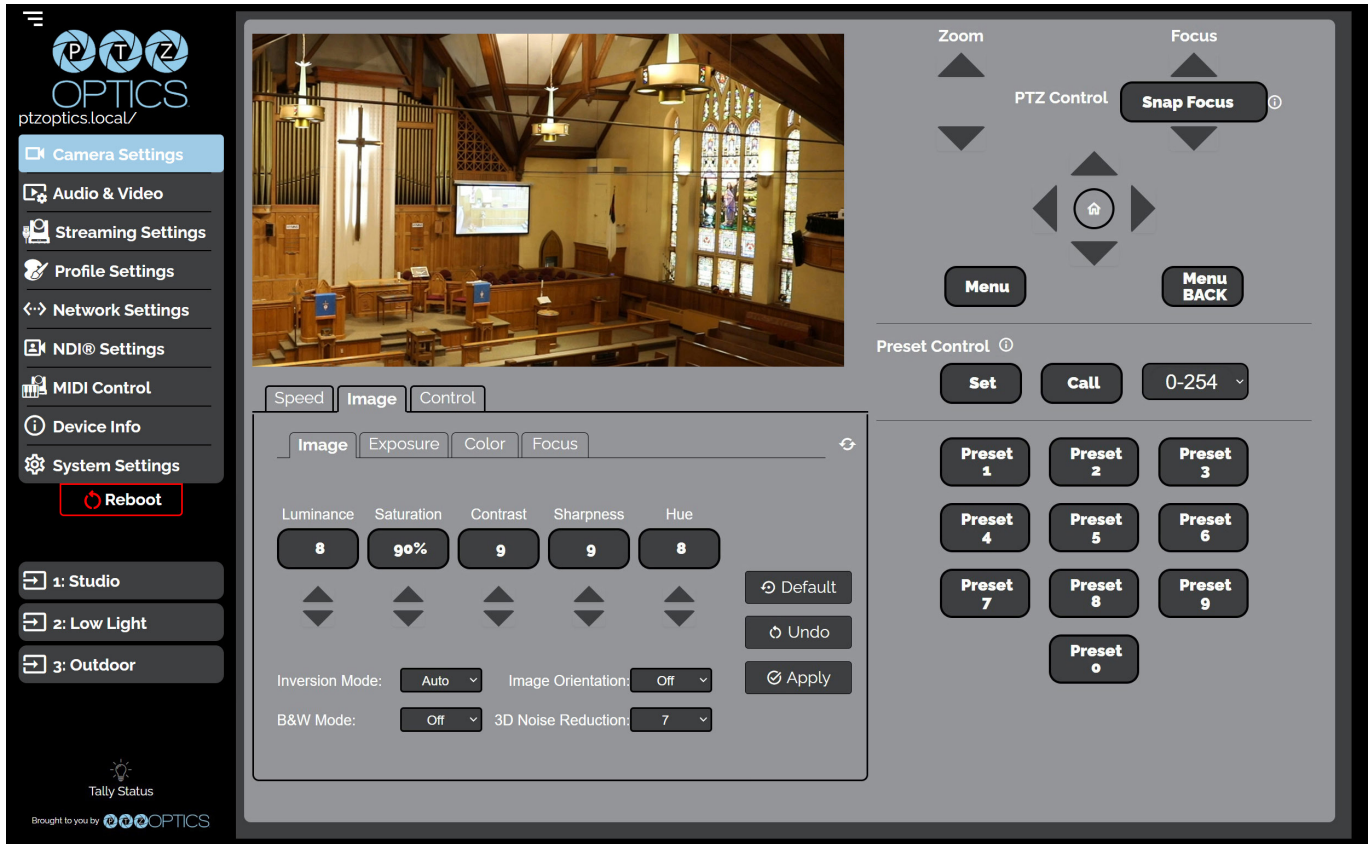 PTZ
OPTICS
ptzoptics.local/
Camera Settings
Audio & Video
Streaming Settings
Profile Settings
Network Settings
NDI® Settings
MIDI Control
Device Info
System Settings
Reboot
1: Studio
2: Low Light
3: Outdoor
Tally Status
Brought to you by PTZOPTICS
Speed Image Control
Image Exposure Color Focus
Luminance Saturation Contrast Sharpness Hue
8 90% 9 9 8
Default
Undo
Apply
Inversion Mode: Auto Image Orientation: Off
B&W Mode: Off 3D Noise Reduction: 7
Zoom Focus
PTZ Control Snap Focus
Menu
Menu
BACK
Preset Control
Set Call 0-254
Preset
1
Preset
2
Preset
3
Preset
4
Preset
5
Preset
6
Preset
7
Preset
8
Preset
9
Preset
0